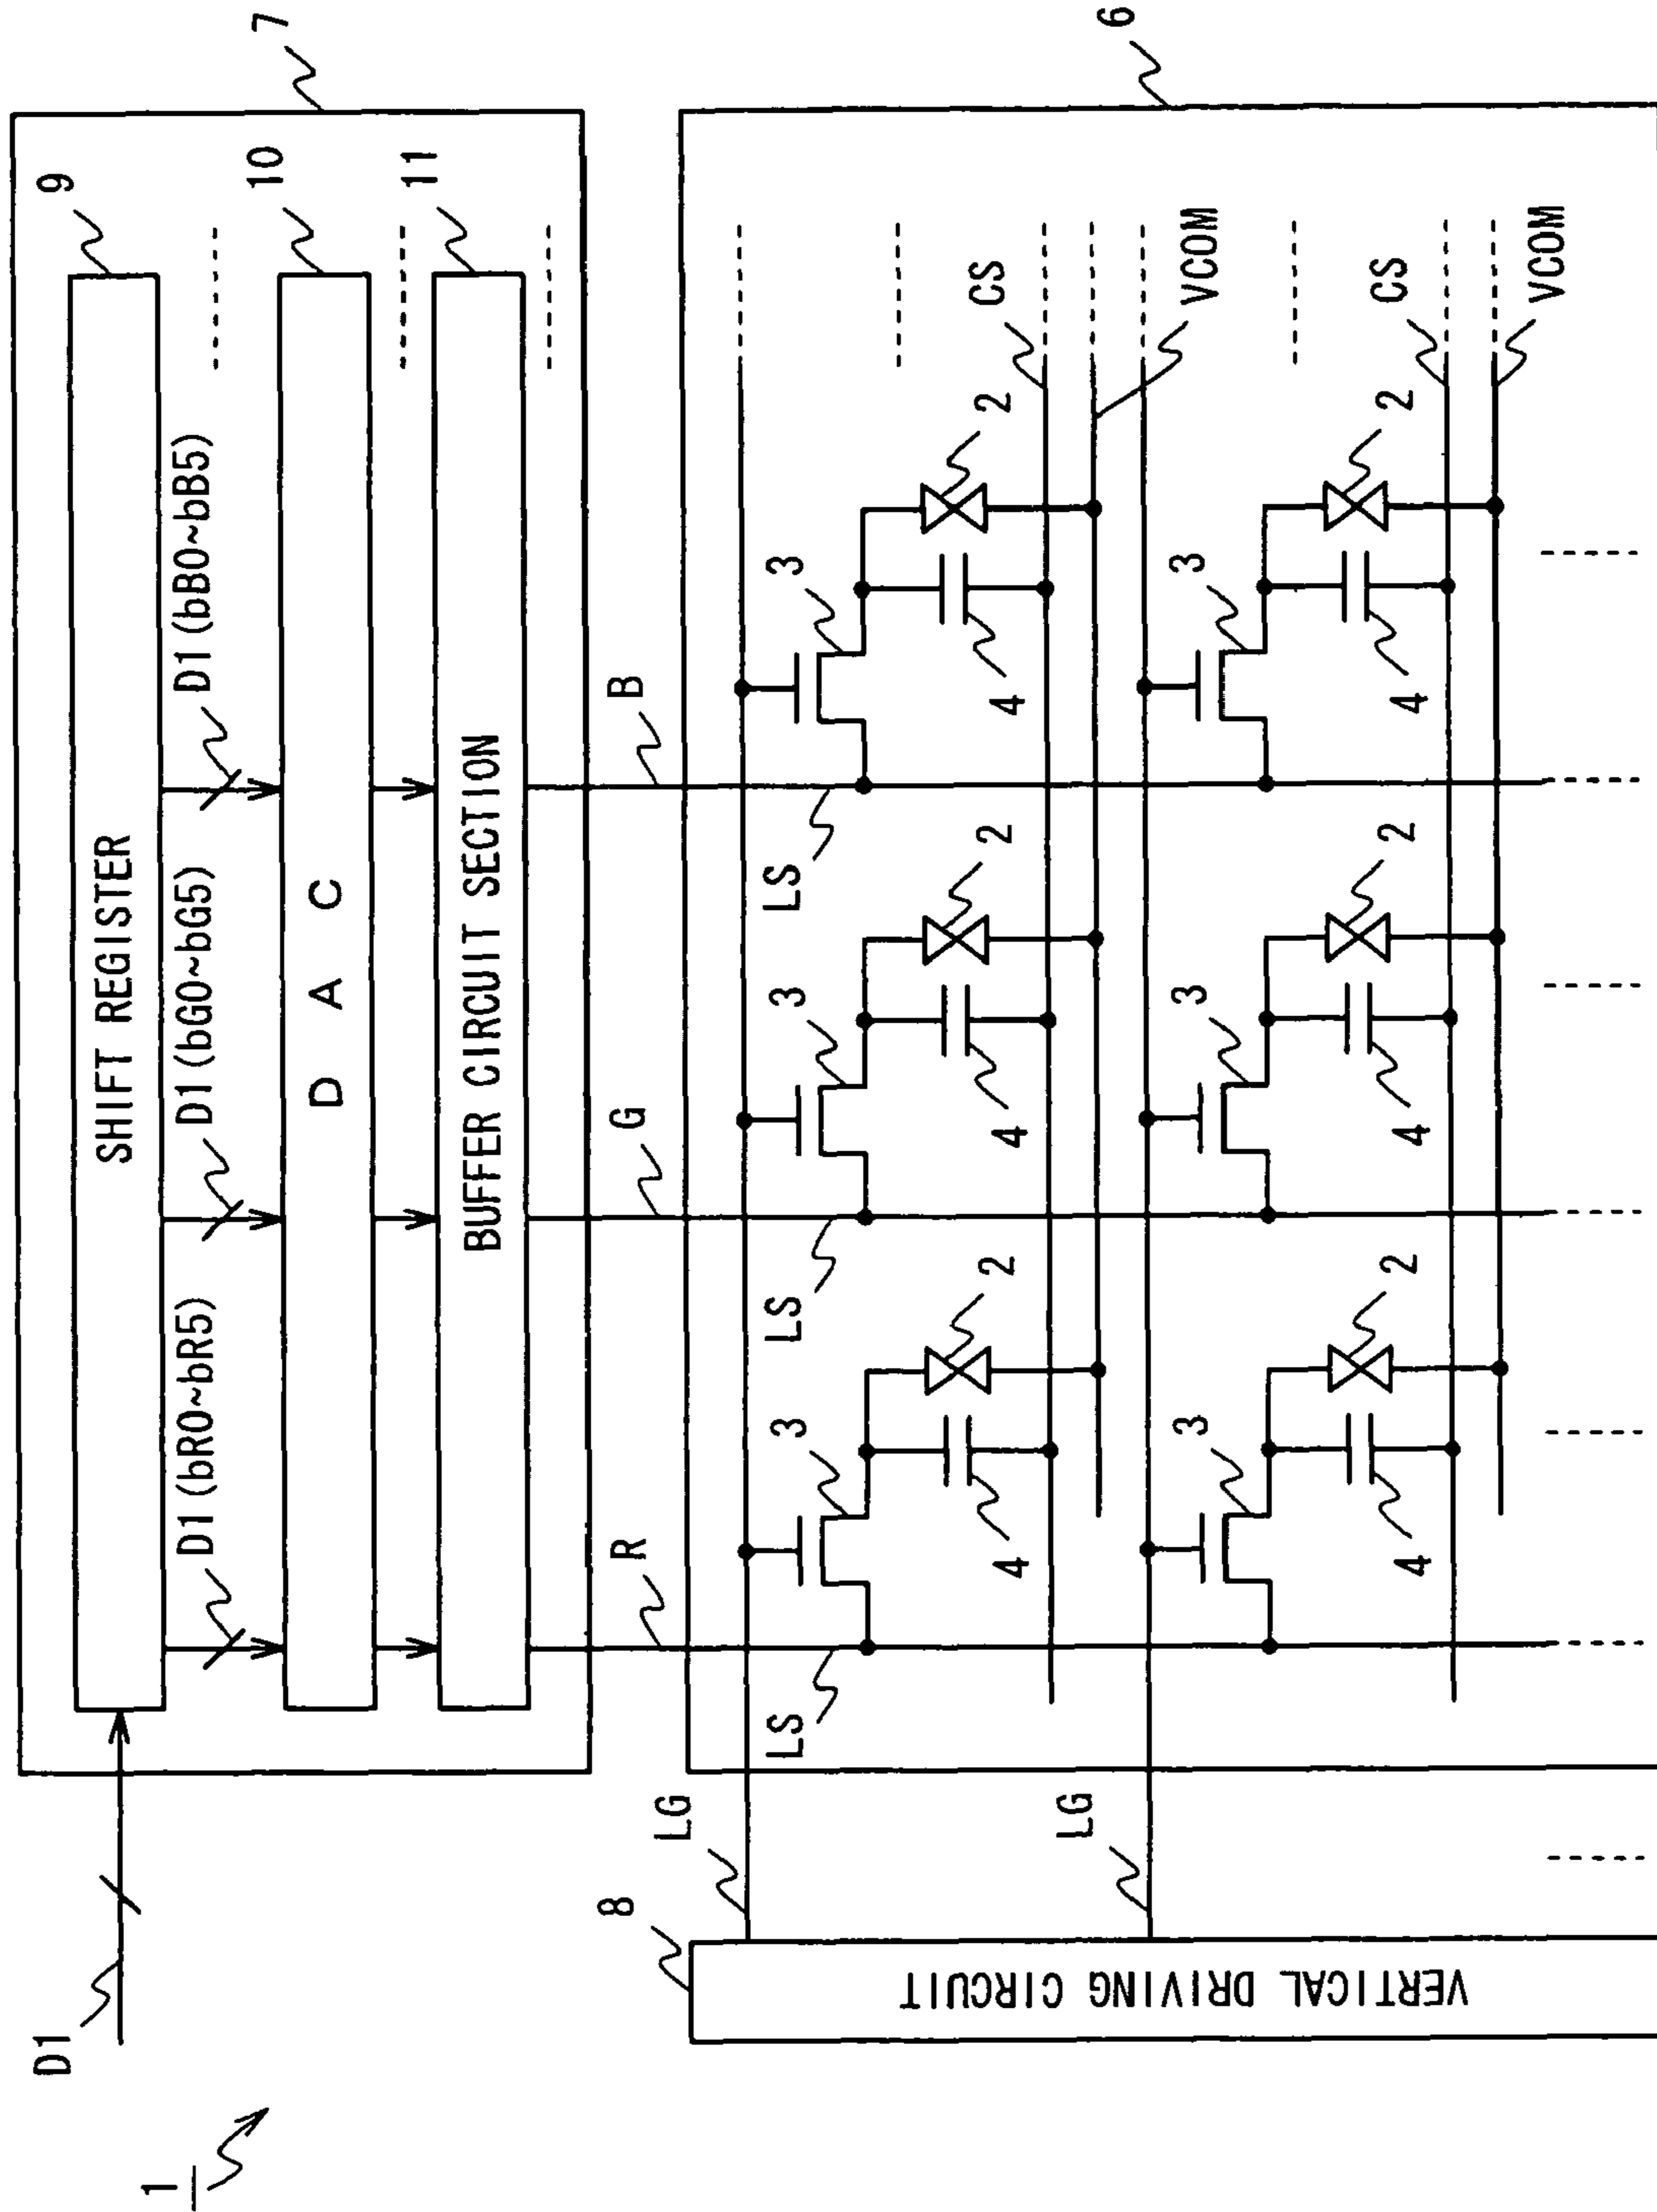 1
D1
7
9
SHIFT REGISTER
D1(bR0~bR5)
D1(bG0~bG5)
D1(bB0~bB5)
10
D A C
11
BUFFER CIRCUIT SECTION
R
G
B
6
8
VERTICAL DRIVING CIRCUIT
LG
LS
LS
LS
3
3
3
2
2
2
4
4
4
CS
VCOM
LG
3
3
3
2
2
2
4
4
4
CS
VCOM